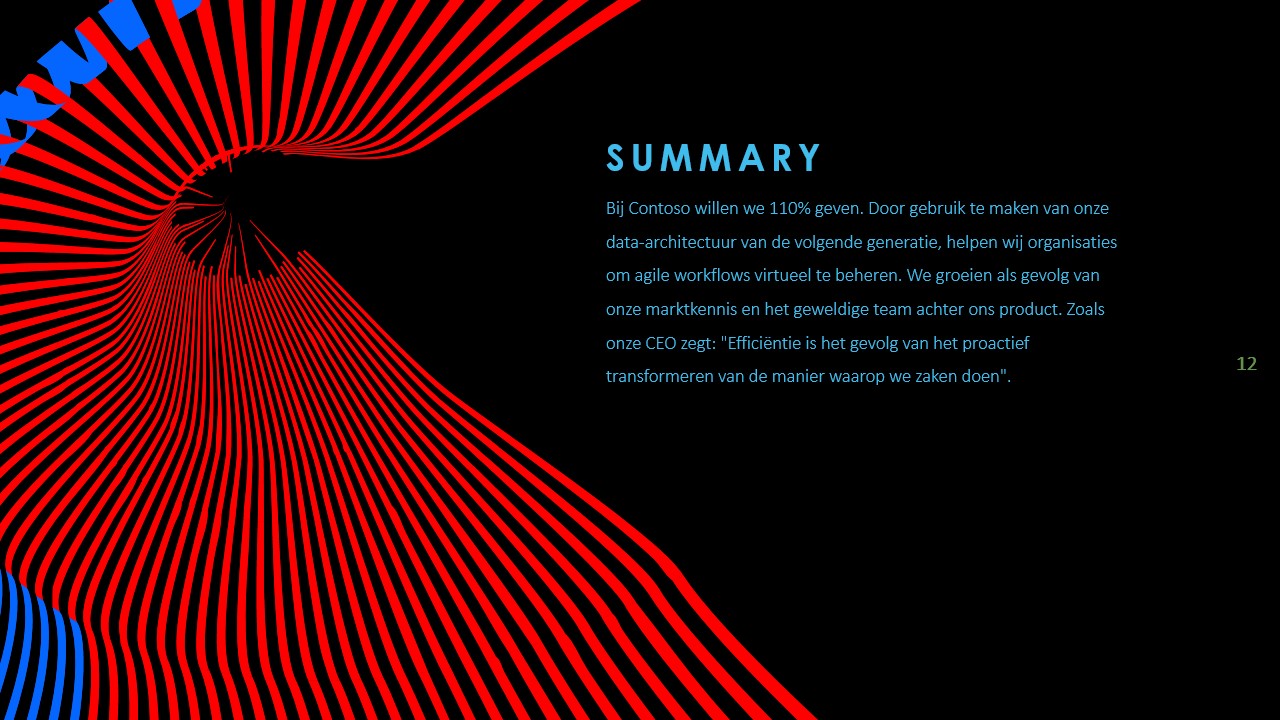 SUMMARY
Bij Contoso willen we 110% geven. Door gebruik te maken van onze
data-architectuur van de volgende generatie, helpen wij organisaties
om agile workflows virtueel te beheren. We groeien als gevolg van
onze marktkennis en het geweldige team achter ons product. Zoals
onze CEO zegt: "Efficiëntie is het gevolg van het proactief
transformeren van de manier waarop we zaken doen".
12